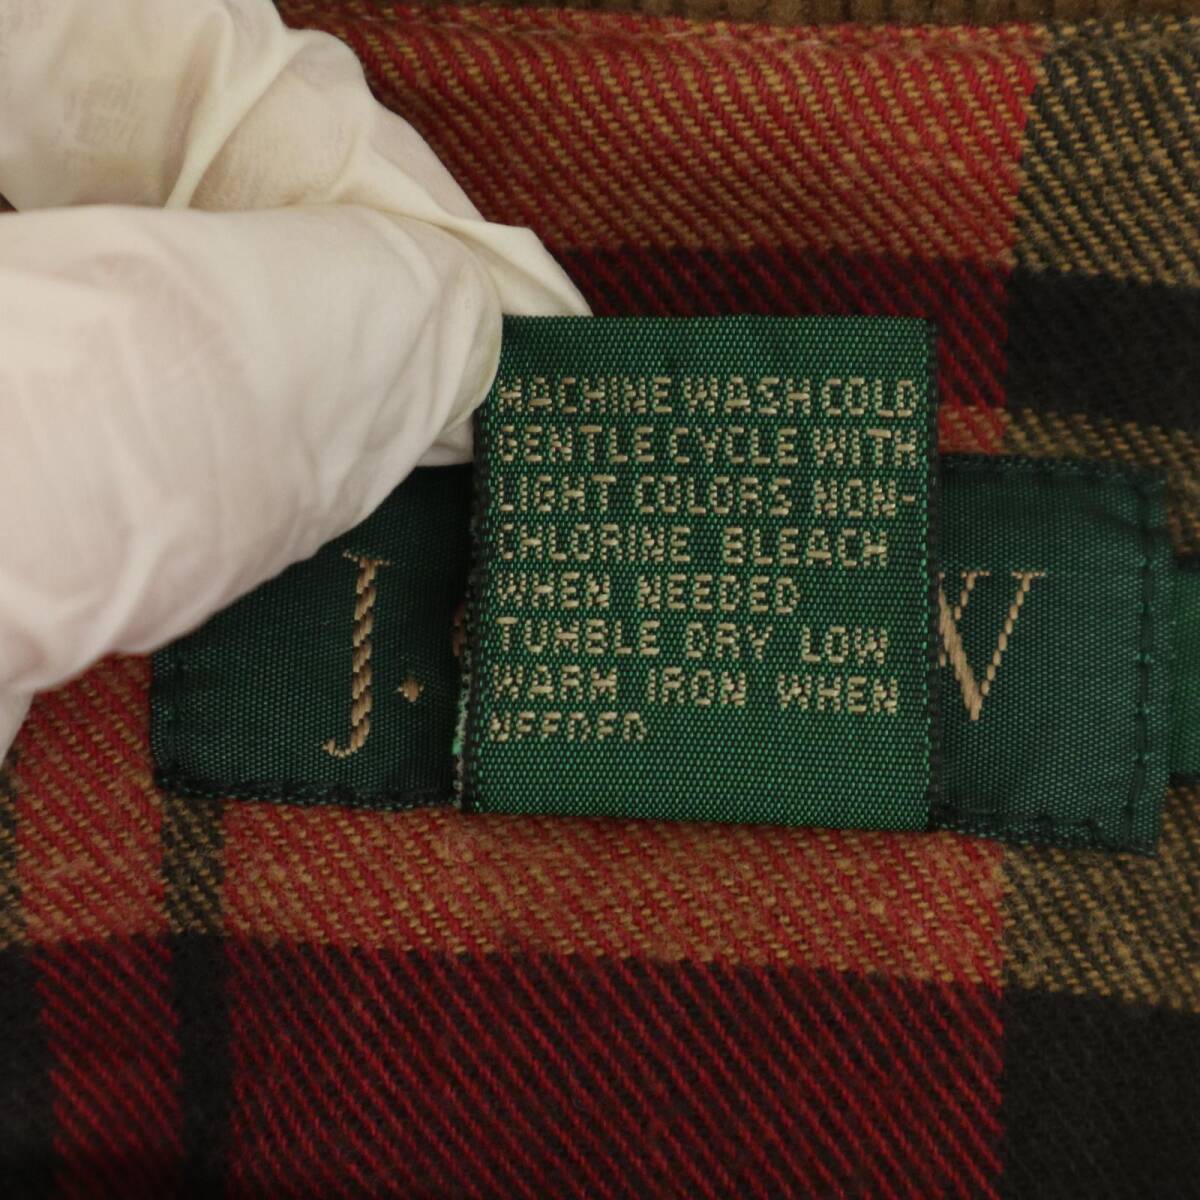 MACHINE WASH COLD
GENTLE CYCLE WITH
LIGHT COLORS NON-
CHLORINE BLEACH
WHEN NEEDED
TUMBLE DRY LOW
WARM IRON WHEN
NEEDED
J.
W